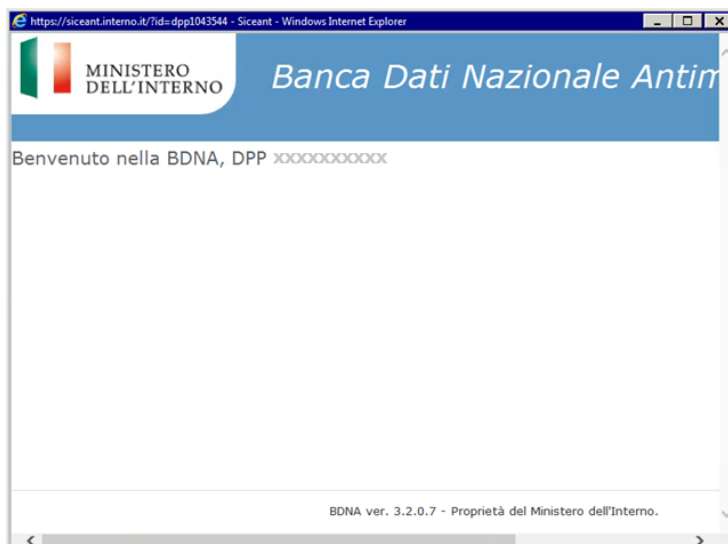 https://siceant.interno.it/?id=dpp1043544 - Siceant - Windows Internet Explorer
MINISTERO
DELL'INTERNO
Banca Dati Nazionale Antim
Benvenuto nella BDNA, DPP xxxxxxxxxx
BDNA ver. 3.2.0.7 - Proprietà del Ministero dell'Interno.